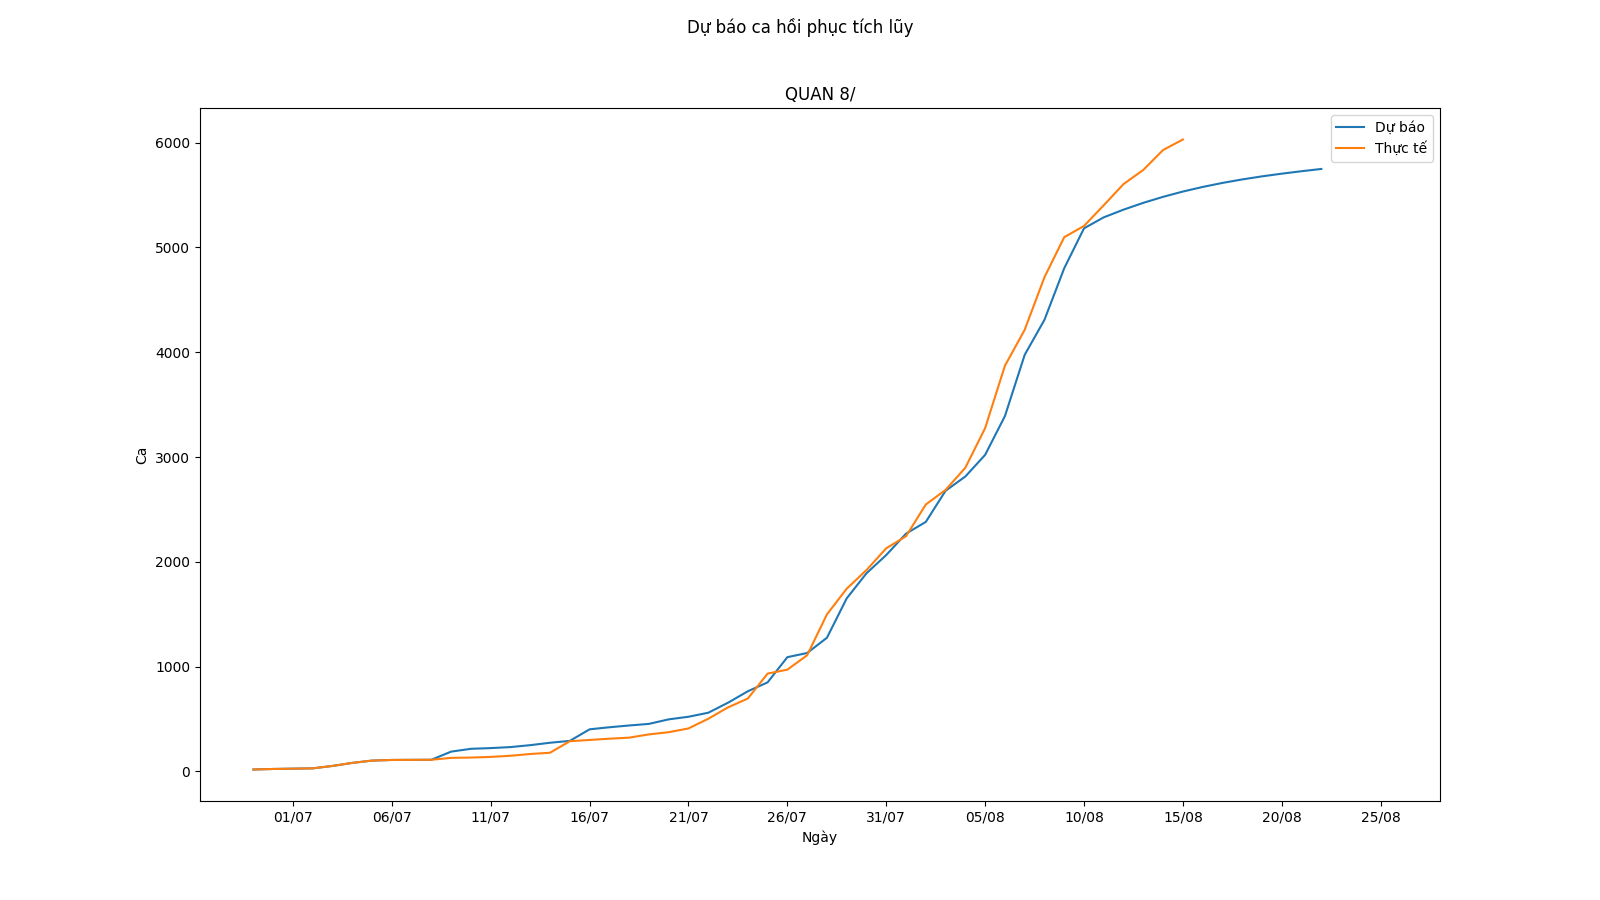 Dự báo ca hồi phục tích lũy
QUAN 8/
Dự báo
Thực tế
6000
5000
4000
3000
2000
1000
0
Ca
01/07 06/07 11/07 16/07 21/07 26/07 31/07 05/08 10/08 15/08 20/08 25/08
Ngày